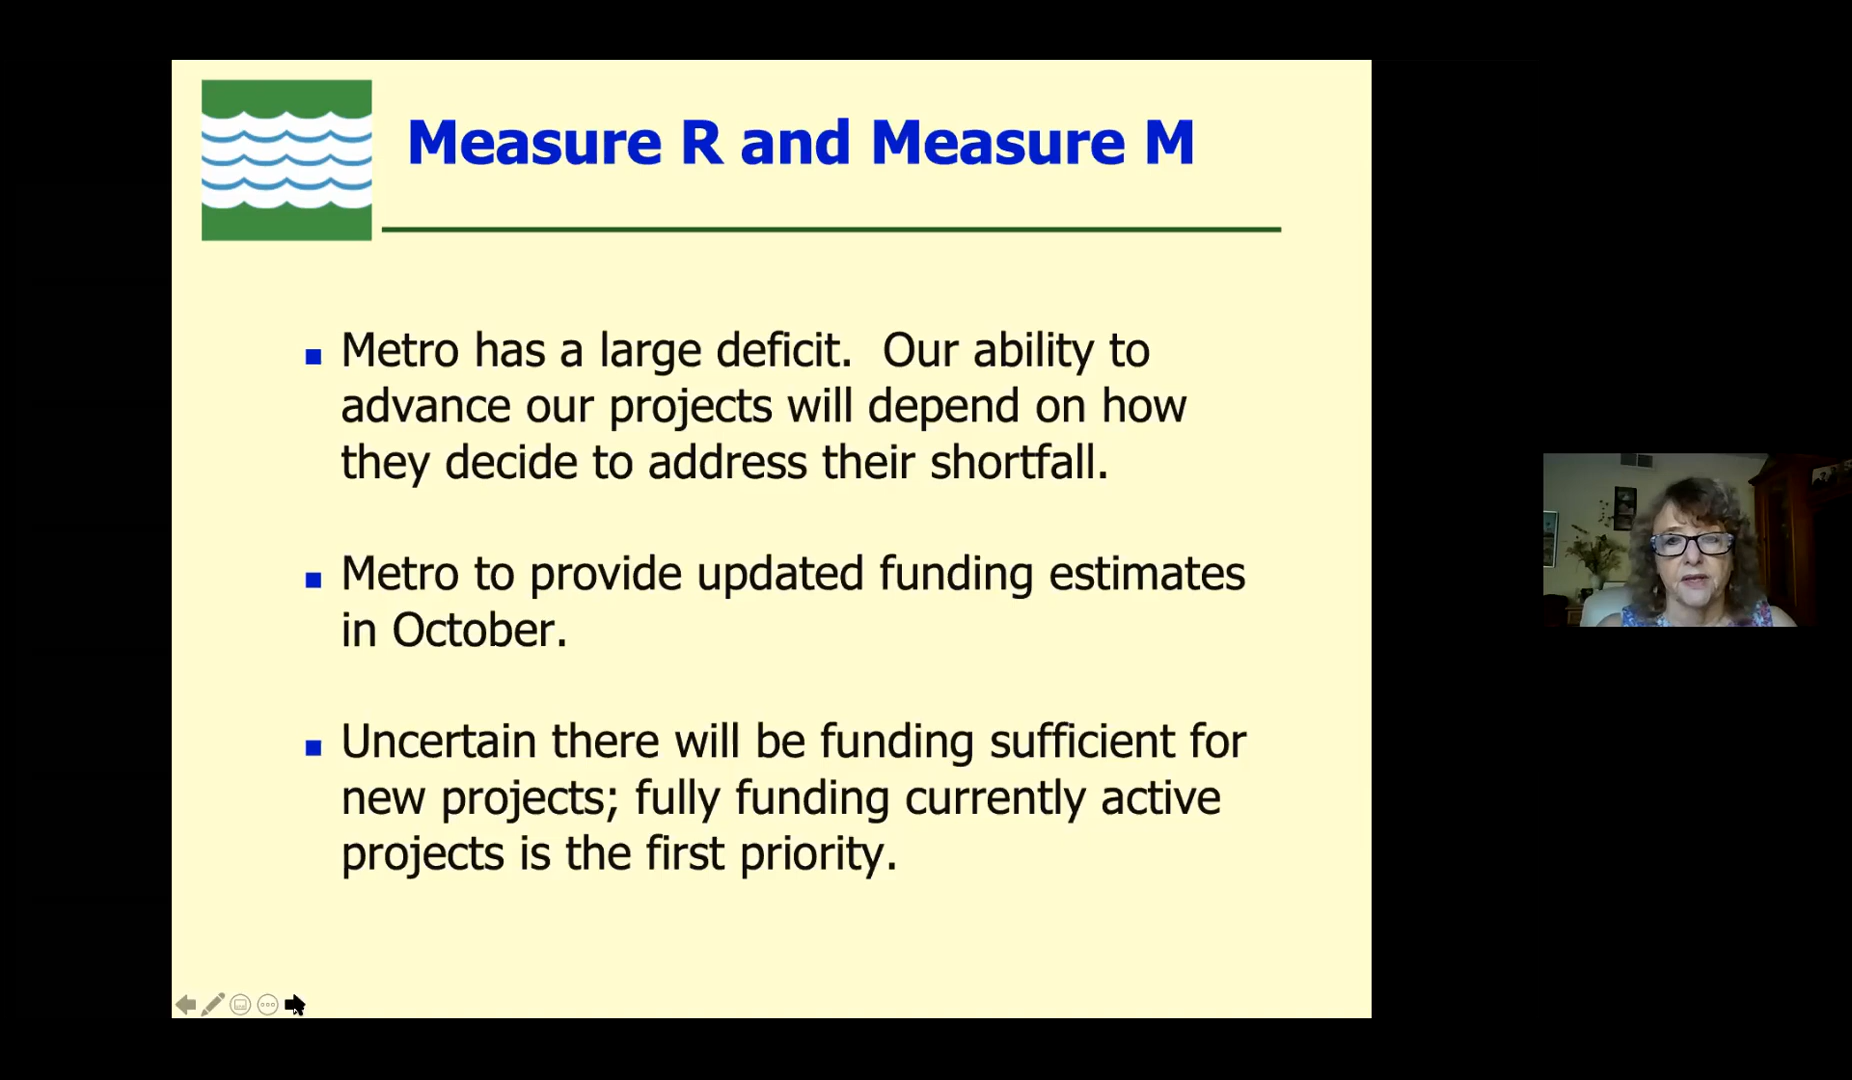 Measure R and Measure M
Metro has a large deficit.  Our ability to
advance our projects will depend on how
they decide to address their shortfall.
Metro to provide updated funding estimates
in October.
Uncertain there will be funding sufficient for
new projects; fully funding currently active
projects is the first priority.